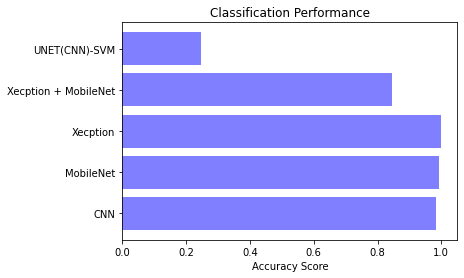 Classification Performance
UNET(CNN)-SVM
Xecption + MobileNet
Xecption
MobileNet
CNN
0.0 0.2 0.4 0.6 0.8 1.0
Accuracy Score